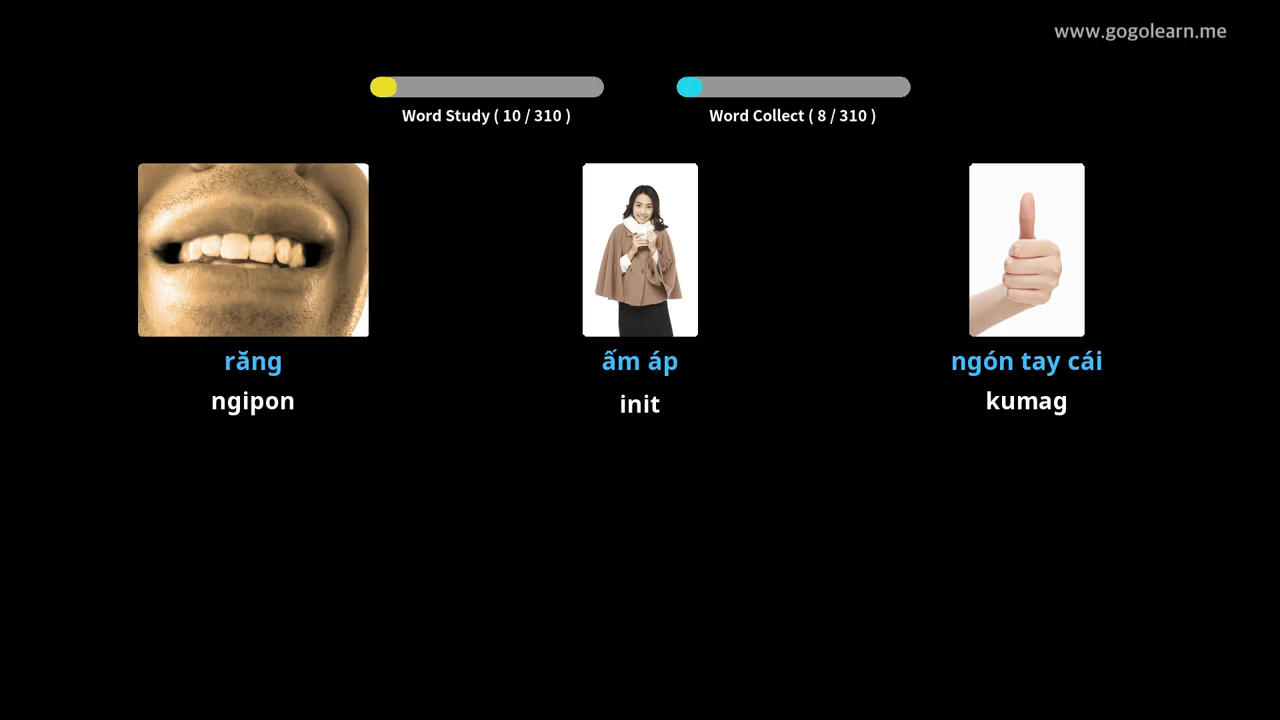 www.gogolearn.me
Word Study ( 10 / 310 )
Word Collect ( 8 / 310 )
răng
ấm áp
ngón tay cái
ngipon
init
kumag